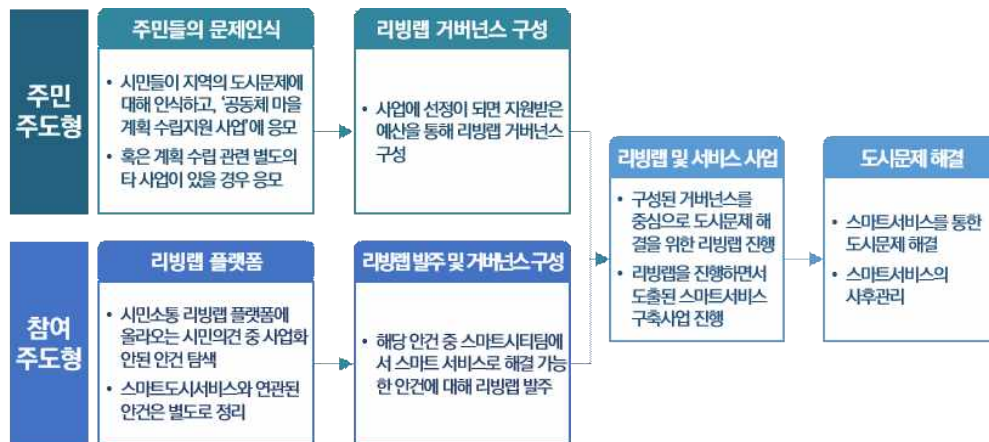 주민
주도형
주민들의 문제인식
• 시민들이 지역의 도시문제에
대해 인식하고, '공동체 마을
계획 수립지원 사업'에 응모
• 혹은 계획 수립 관련 별도의
타 사업이 있을 경우 응모
리빙랩 거버넌스 구성
• 사업에 선정이 되면 지원받은
예산을 통해 리빙랩 거버넌스
구성
참여
주도형
리빙랩 플랫폼
• 시민소통 리빙랩 플랫폼에
올라오는 시민의견 중 사업화
안된 안건 탐색
• 스마트도시서비스와 연관된
안건은 별도로 정리
리빙랩 발주 및 거버넌스 구성
• 해당 안건 중 스마트시티팀에
서 스마트 서비스로 해결 가능
한 안건에 대해 리빙랩 발주
리빙랩 및 서비스 사업
• 구성된 거버넌스를
중심으로 도시문제 해
결을 위한 리빙랩 진행
• 리빙랩을 진행하면서
도출된 스마트서비스
구축사업 진행
도시문제 해결
• 스마트서비스를 통한
도시문제 해결
• 스마트서비스의
사후관리